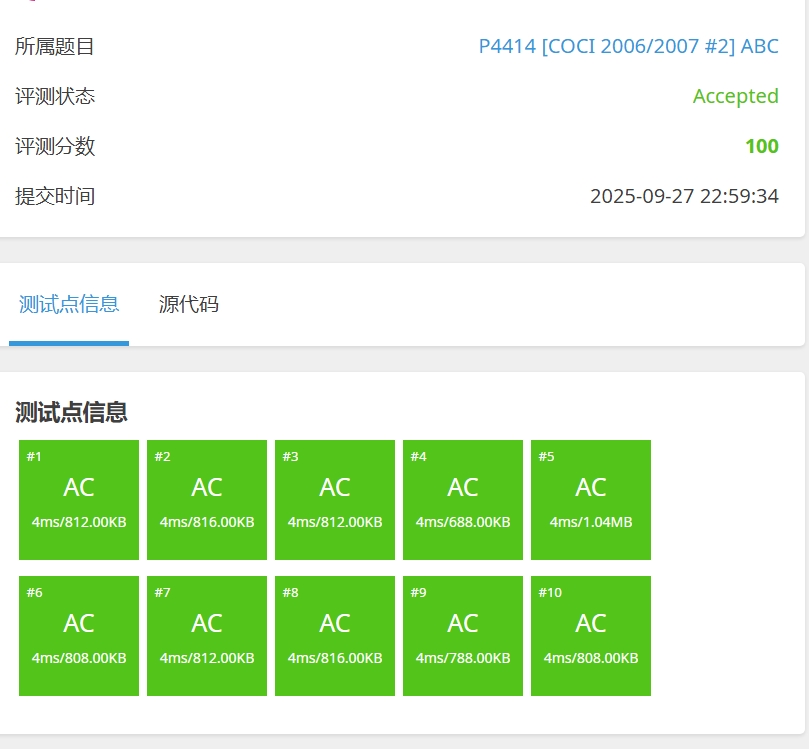 所属题目 P4414 [COCI 2006/2007 #2] ABC
评测状态 Accepted
评测分数 100
提交时间 2025-09-27 22:59:34
测试点信息 源代码
测试点信息
#1 #2 #3 #4 #5
AC AC AC AC AC
4ms/812.00KB 4ms/816.00KB 4ms/812.00KB 4ms/688.00KB 4ms/1.04MB
#6 #7 #8 #9 #10
AC AC AC AC AC
4ms/808.00KB 4ms/812.00KB 4ms/816.00KB 4ms/788.00KB 4ms/808.00KB